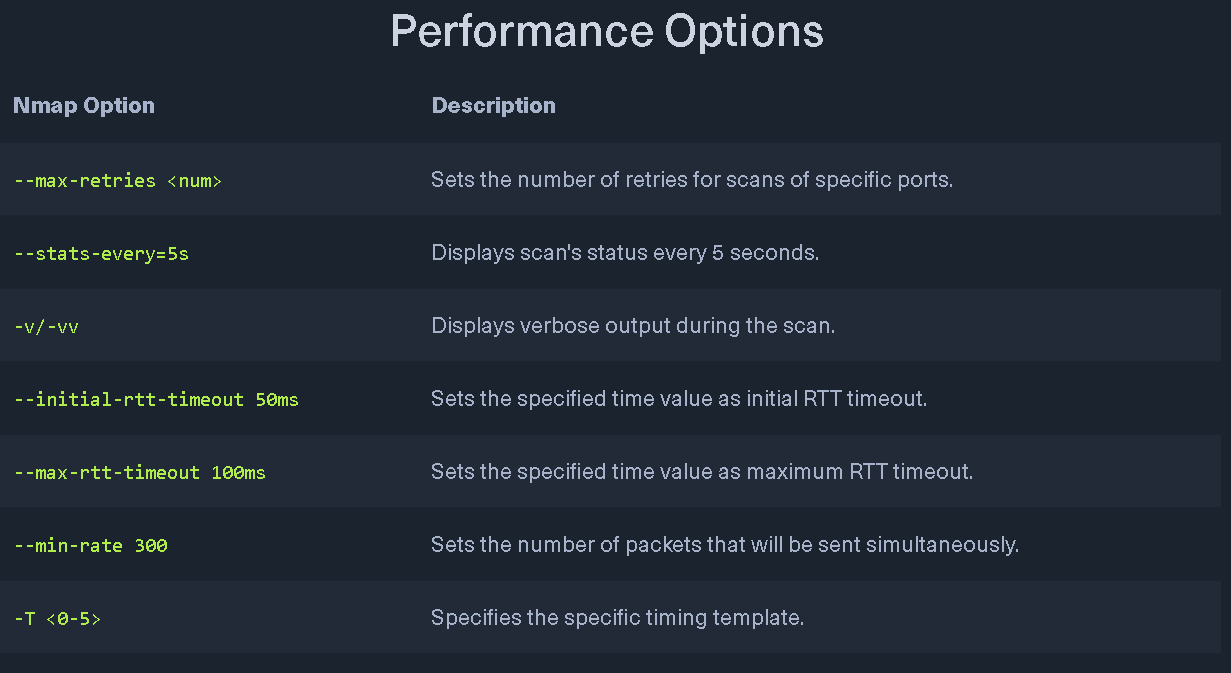 Performance Options
Nmap Option Description
--max-retries <num> Sets the number of retries for scans of specific ports.
--stats-every=5s Displays scan's status every 5 seconds.
-v/-vv Displays verbose output during the scan.
--initial-rtt-timeout 50ms Sets the specified time value as initial RTT timeout.
--max-rtt-timeout 100ms Sets the specified time value as maximum RTT timeout.
--min-rate 300 Sets the number of packets that will be sent simultaneously.
-T <0-5> Specifies the specific timing template.